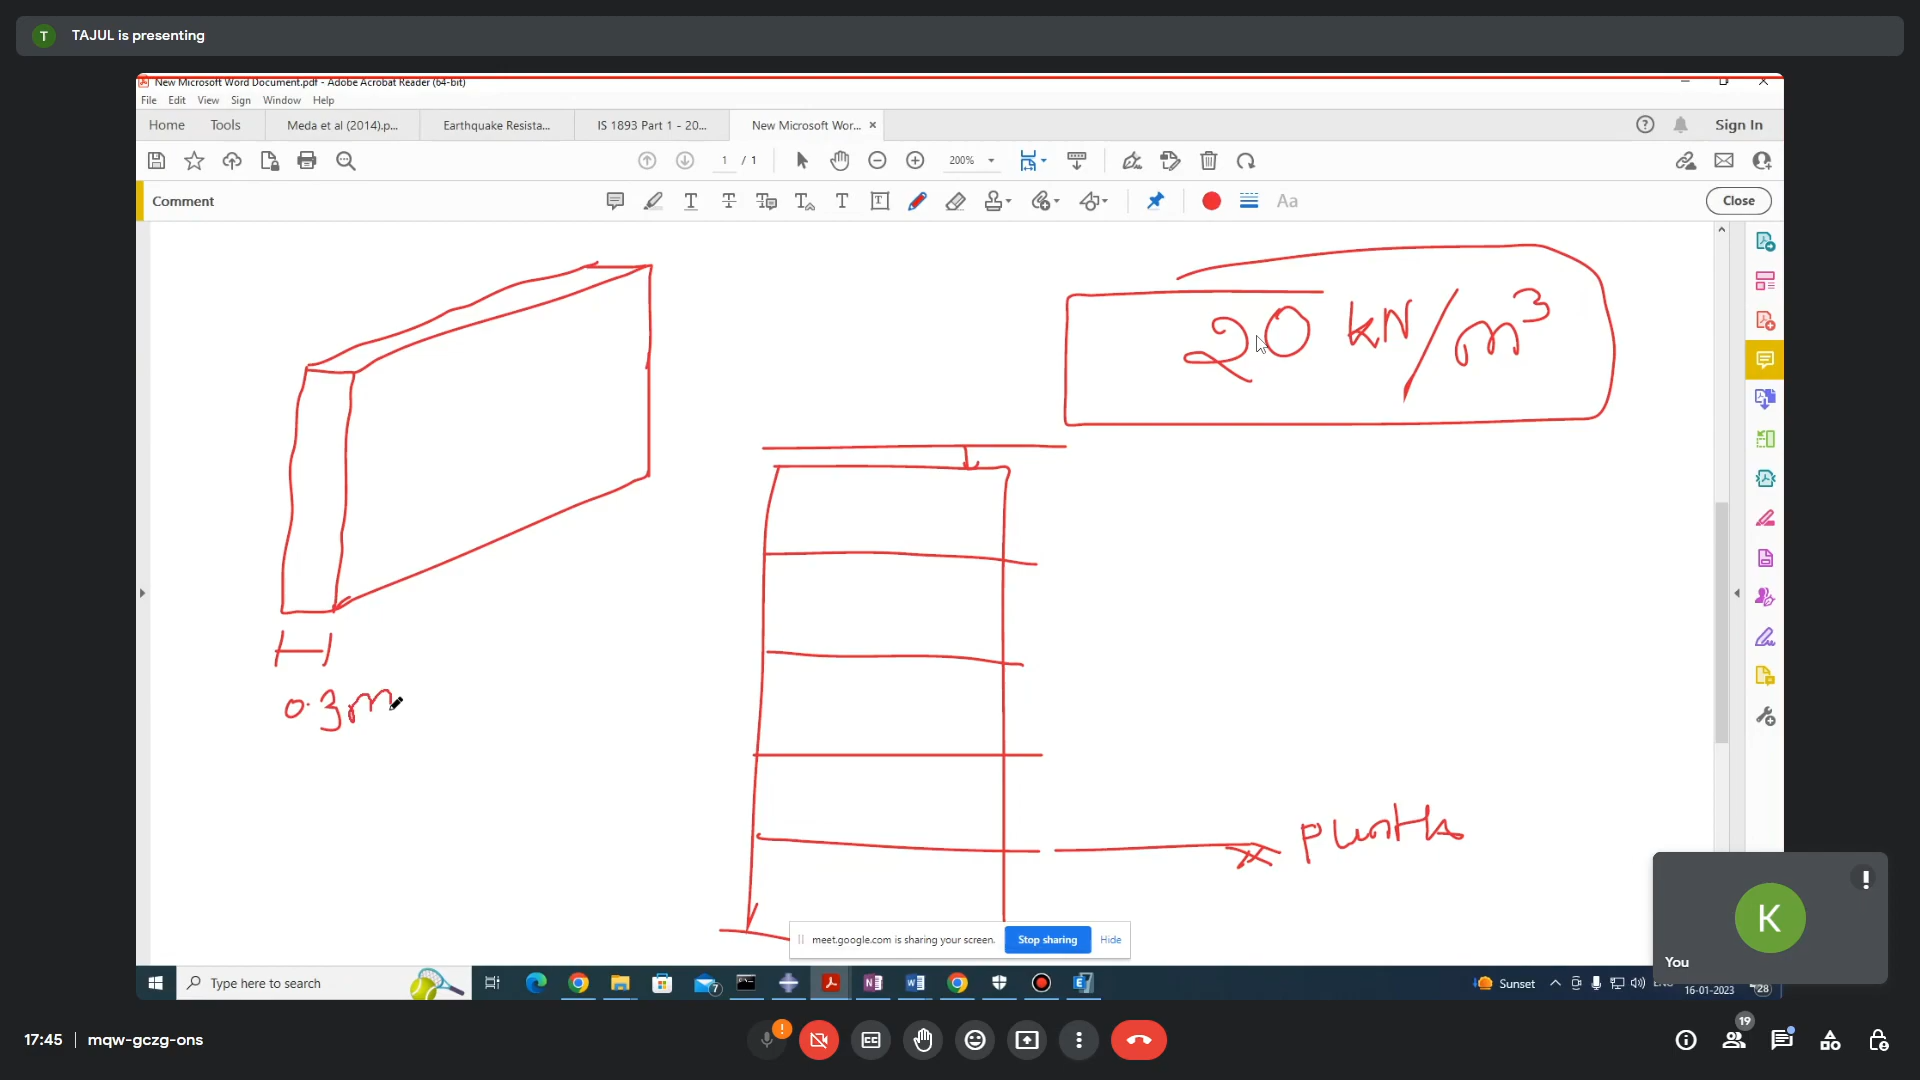 T TAJUL is presenting
New Microsoft Word Document.pdf - Adobe Acrobat Reader (64-bit)
File Edit View Sign Window Help
Home Tools Meda et al (2014).p... Earthquake Resista... IS 1893 Part 1 - 20... New Microsoft Wor... × Sign In
1 / 1 200%
Comment Aa Close
20 kN/m³
0.3m
Plinth
meet.google.com is sharing your screen. Stop sharing Hide
K
You
Type here to search 7 Sunset
16-01-2023 28
17:45 mqw-gczg-ons 19